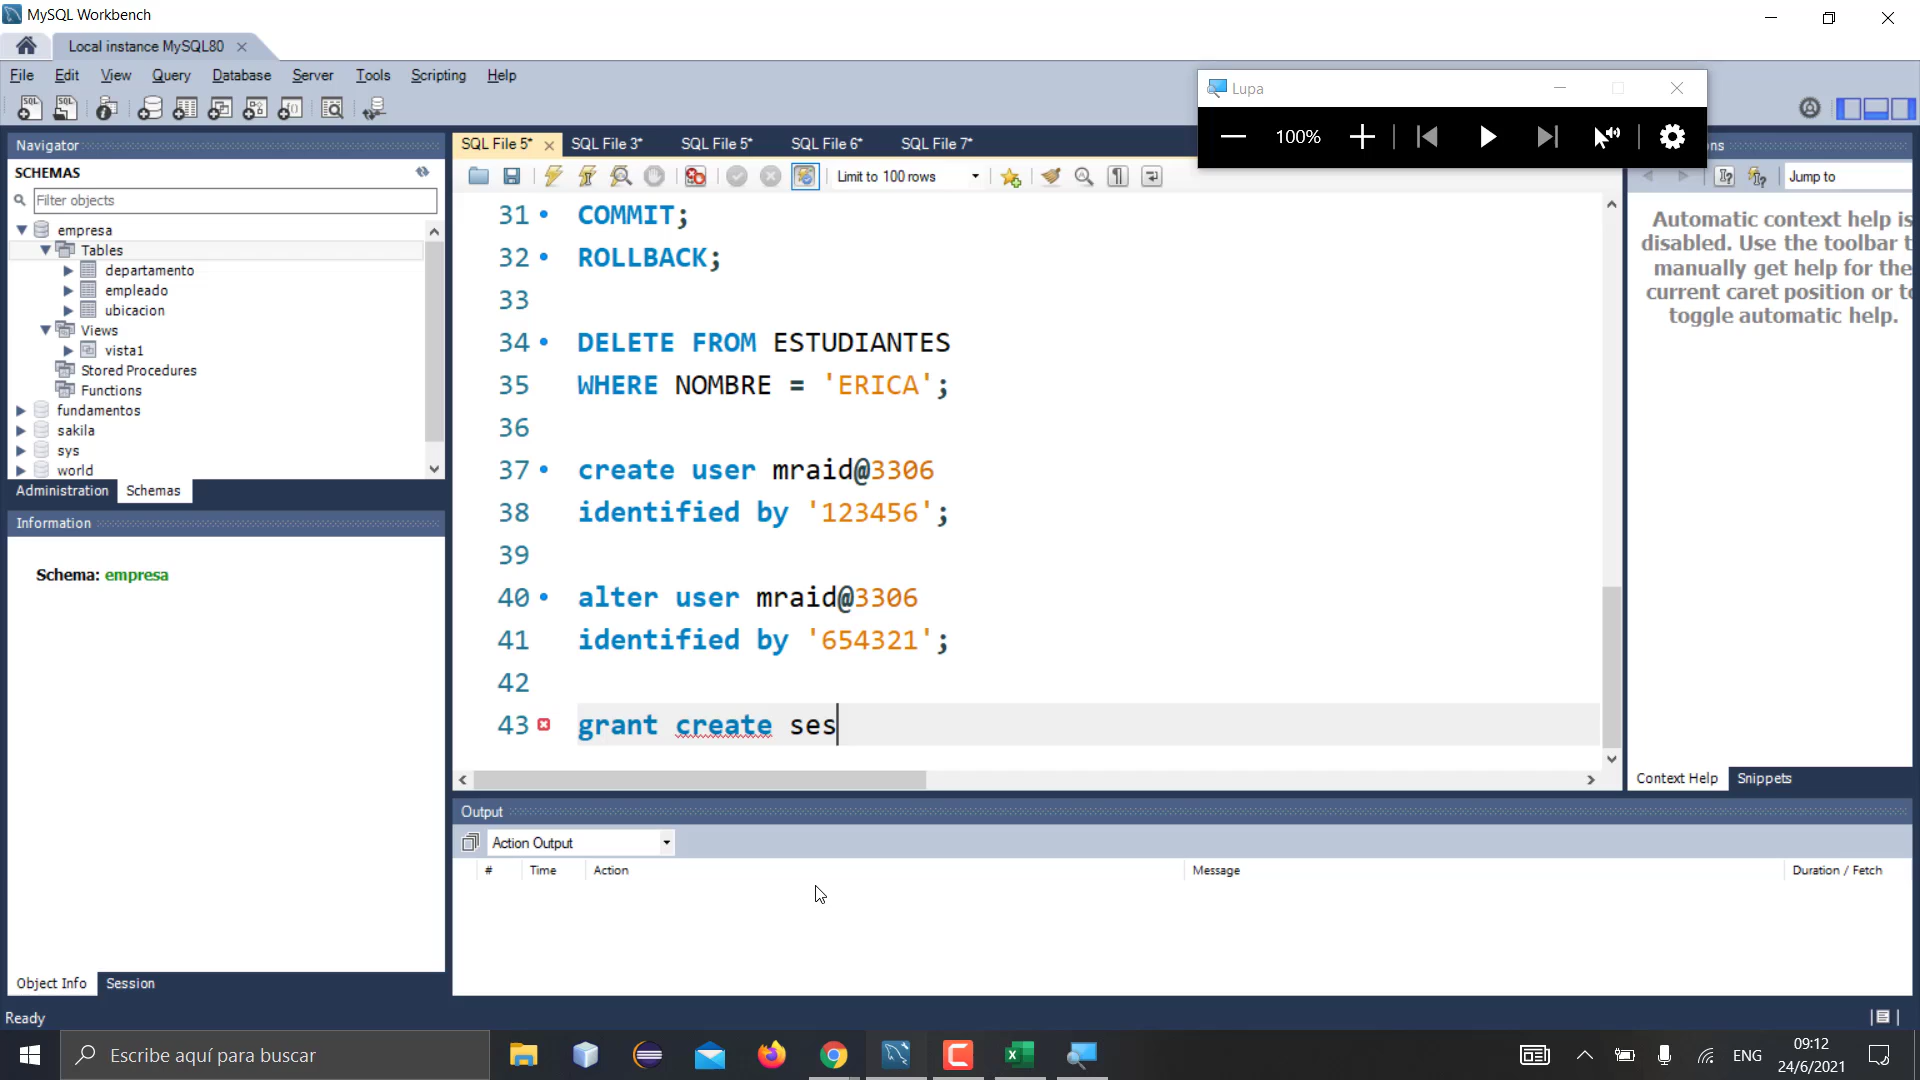 MySQL Workbench
Local instance MySQL80
File Edit View Query Database Server Tools Scripting Help
Lupa
100%
Navigator
SCHEMAS
Filter objects
empresa
Tables
departamento
empleado
ubicacion
Views
vista1
Stored Procedures
Functions
fundamentos
sakila
sys
world
Administration Schemas
Information
Schema: empresa
Object Info Session
SQL File 5* SQL File 3* SQL File 5* SQL File 6* SQL File 7*
Limit to 100 rows
31 COMMIT;
32 ROLLBACK;
33
34 DELETE FROM ESTUDIANTES
35 WHERE NOMBRE = 'ERICA';
36
37 create user mraid@3306
38 identified by '123456';
39
40 alter user mraid@3306
41 identified by '654321';
42
43 grant create ses
ns
Jump to
Automatic context help is
disabled. Use the toolbar t
manually get help for the
current caret position or to
toggle automatic help.
Context Help Snippets
Output
Action Output
# Time Action Message Duration / Fetch
Ready
Escribe aquí para buscar
ENG
09:12
24/6/2021